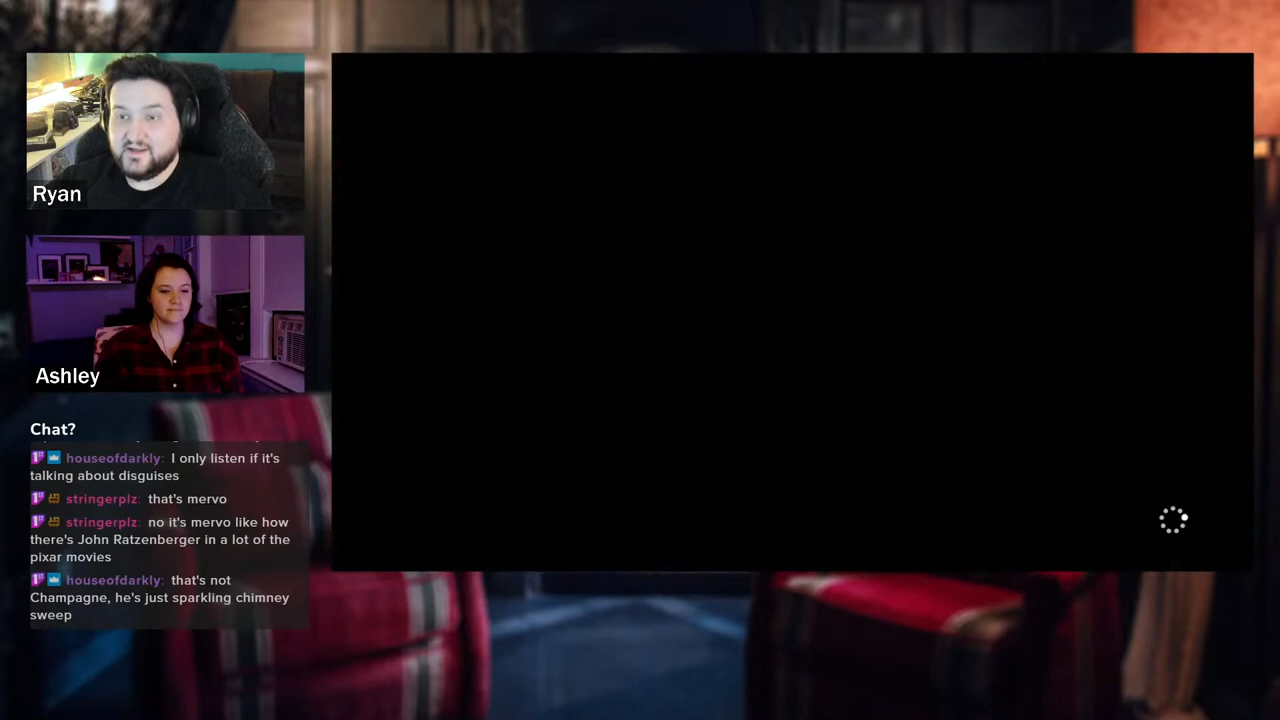 Ryan
Ashley
Chat?
houseofdarkly: I only listen if it's
talking about disguises
stringerplz: that's mervo
stringerplz: no it's mervo like how
there's John Ratzenberger in a lot of the
pixar movies
houseofdarkly: that's not
Champagne, he's just sparkling chimney
sweep